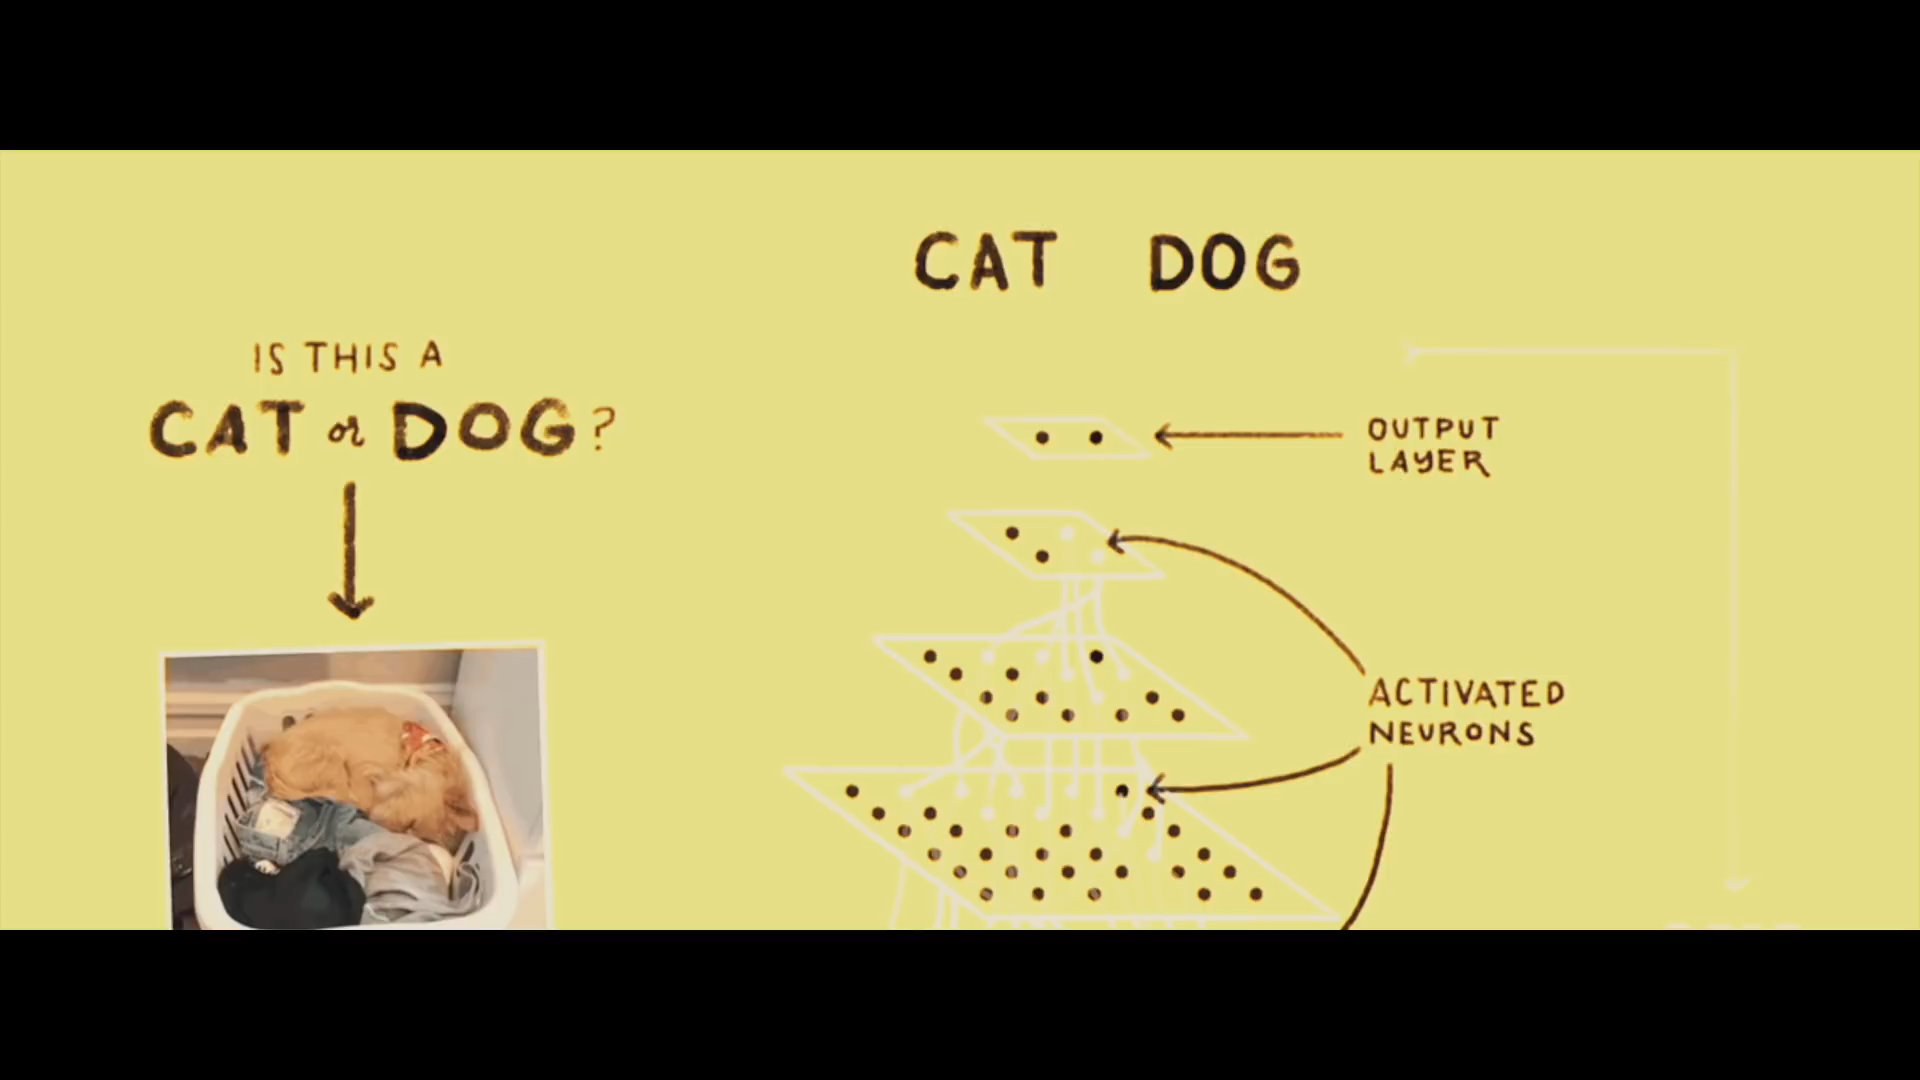 CAT DOG
IS THIS A
CAT or DOG?
OUTPUT
LAYER
ACTIVATED
NEURONS